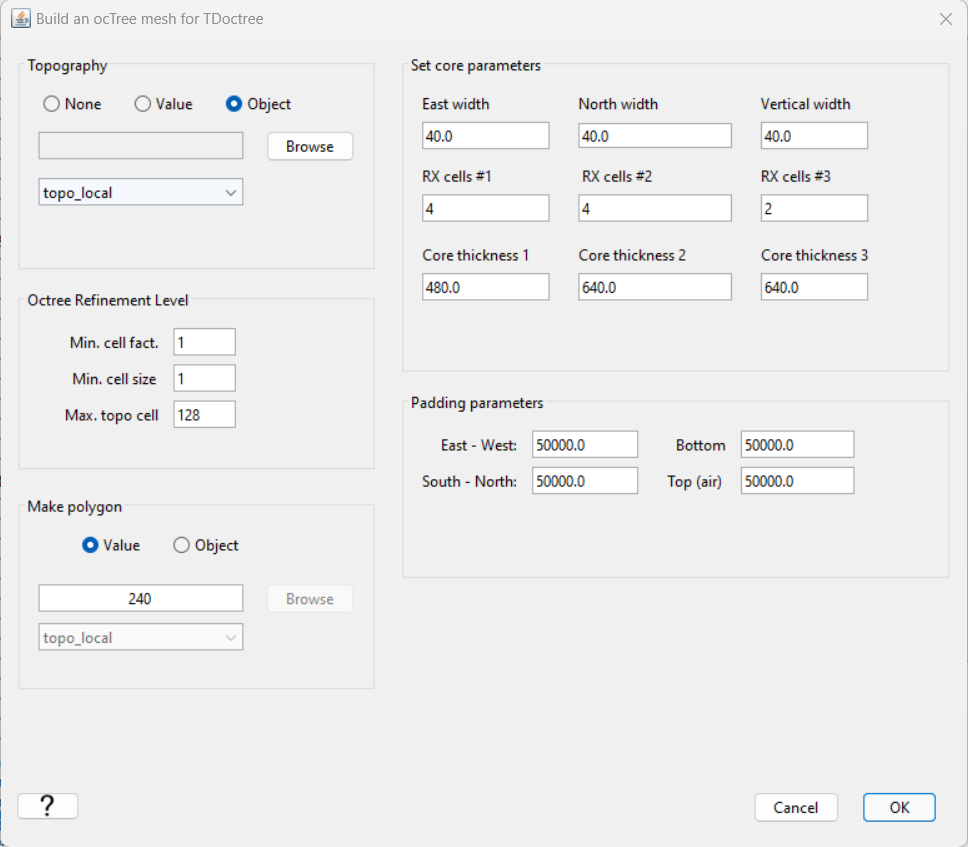 Build an ocTree mesh for TDoctree
Topography
None Value Object
Browse
topo_local
Octree Refinement Level
Min. cell fact. 1
Min. cell size 1
Max. topo cell 128
Make polygon
Value Object
240 Browse
topo_local
Set core parameters
East width North width Vertical width
40.0 40.0 40.0
RX cells #1 RX cells #2 RX cells #3
4 4 2
Core thickness 1 Core thickness 2 Core thickness 3
480.0 640.0 640.0
Padding parameters
East - West: 50000.0 Bottom 50000.0
South - North: 50000.0 Top (air) 50000.0
? Cancel OK